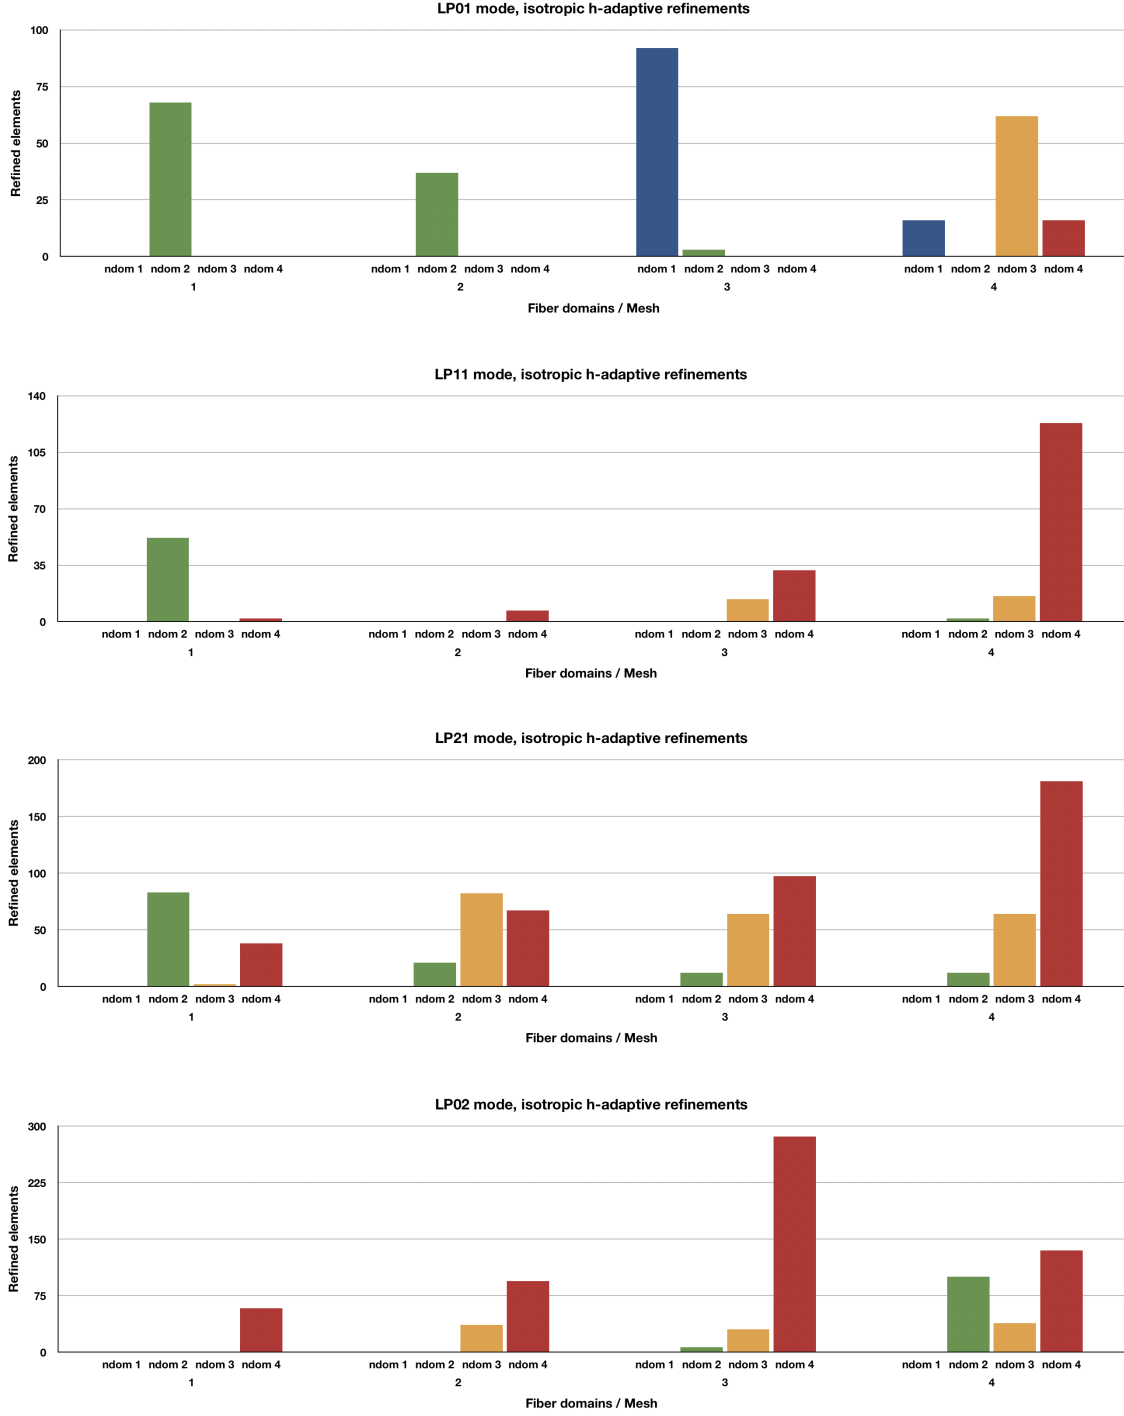 LP01 mode, isotropic h-adaptive refinements
Refined elements
100
75
50
25
0
ndom 1 ndom 2 ndom 3 ndom 4 ndom 1 ndom 2 ndom 3 ndom 4 ndom 1 ndom 2 ndom 3 ndom 4 ndom 1 ndom 2 ndom 3 ndom 4
1 2 3 4
Fiber domains / Mesh
LP11 mode, isotropic h-adaptive refinements
Refined elements
140
105
70
35
0
ndom 1 ndom 2 ndom 3 ndom 4 ndom 1 ndom 2 ndom 3 ndom 4 ndom 1 ndom 2 ndom 3 ndom 4 ndom 1 ndom 2 ndom 3 ndom 4
1 2 3 4
Fiber domains / Mesh
LP21 mode, isotropic h-adaptive refinements
Refined elements
200
150
100
50
0
ndom 1 ndom 2 ndom 3 ndom 4 ndom 1 ndom 2 ndom 3 ndom 4 ndom 1 ndom 2 ndom 3 ndom 4 ndom 1 ndom 2 ndom 3 ndom 4
1 2 3 4
Fiber domains / Mesh
LP02 mode, isotropic h-adaptive refinements
Refined elements
300
225
150
75
0
ndom 1 ndom 2 ndom 3 ndom 4 ndom 1 ndom 2 ndom 3 ndom 4 ndom 1 ndom 2 ndom 3 ndom 4 ndom 1 ndom 2 ndom 3 ndom 4
1 2 3 4
Fiber domains / Mesh